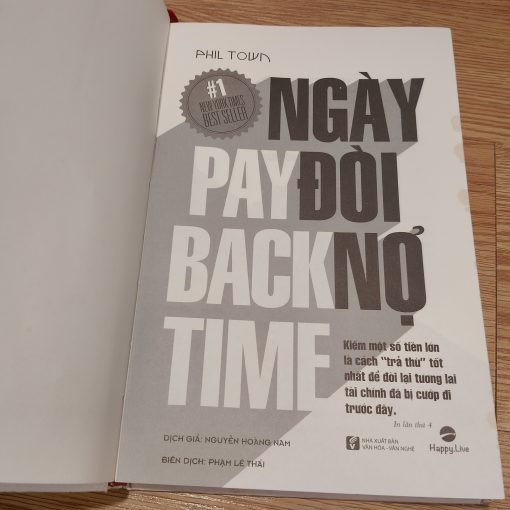 PHIL TOWN
#1
NEW YORK TIMES
BEST SELLER
NGÀY
PAY ĐÒI
BACK NỢ
TIME
Kiếm một số tiền lớn
là cách "trả thù" tốt
nhất để đòi lại tương lai
tài chính đã bị cướp đi
trước đây.
In lần thứ 4
DỊCH GIẢ: NGUYỄN HOÀNG NAM
BIÊN DỊCH: PHẠM LÊ THÁI
NHÀ XUẤT BẢN
VĂN HÓA - VĂN NGHỆ
Happy.Live